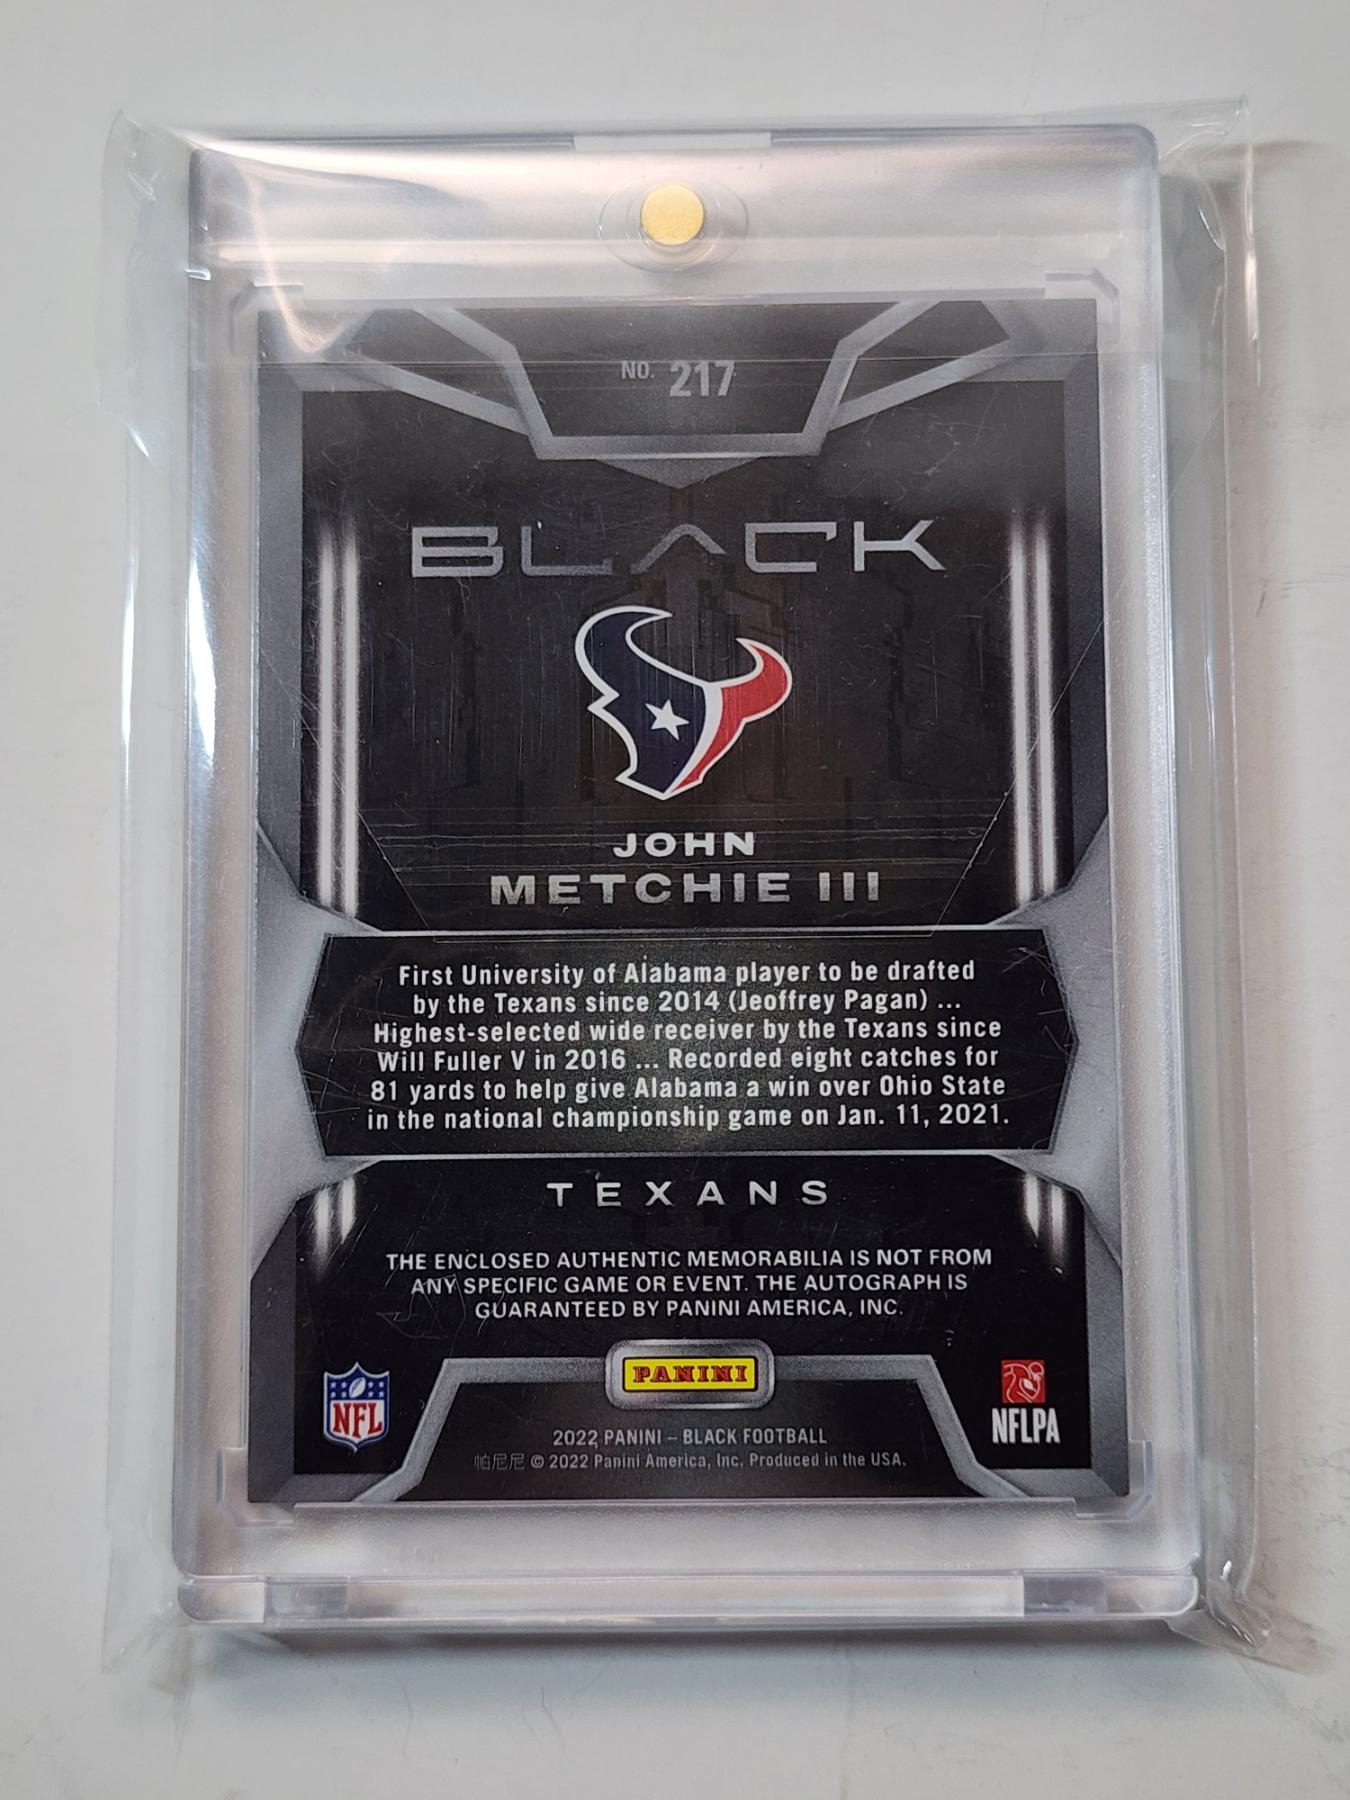 NO. 217
BLACK
JOHN
METCHIE III
First University of Alabama player to be drafted
by the Texans since 2014 (Jeoffrey Pagan) ...
Highest-selected wide receiver by the Texans since
Will Fuller V in 2016 ... Recorded eight catches for
81 yards to help give Alabama a win over Ohio State
in the national championship game on Jan. 11, 2021.
TEXANS
THE ENCLOSED AUTHENTIC MEMORABILIA IS NOT FROM
ANY SPECIFIC GAME OR EVENT. THE AUTOGRAPH IS
GUARANTEED BY PANINI AMERICA, INC.
PANINI
NFL
NFLPA
2022 PANINI – BLACK FOOTBALL
帕尼尼 © 2022 Panini America, Inc. Produced in the USA.